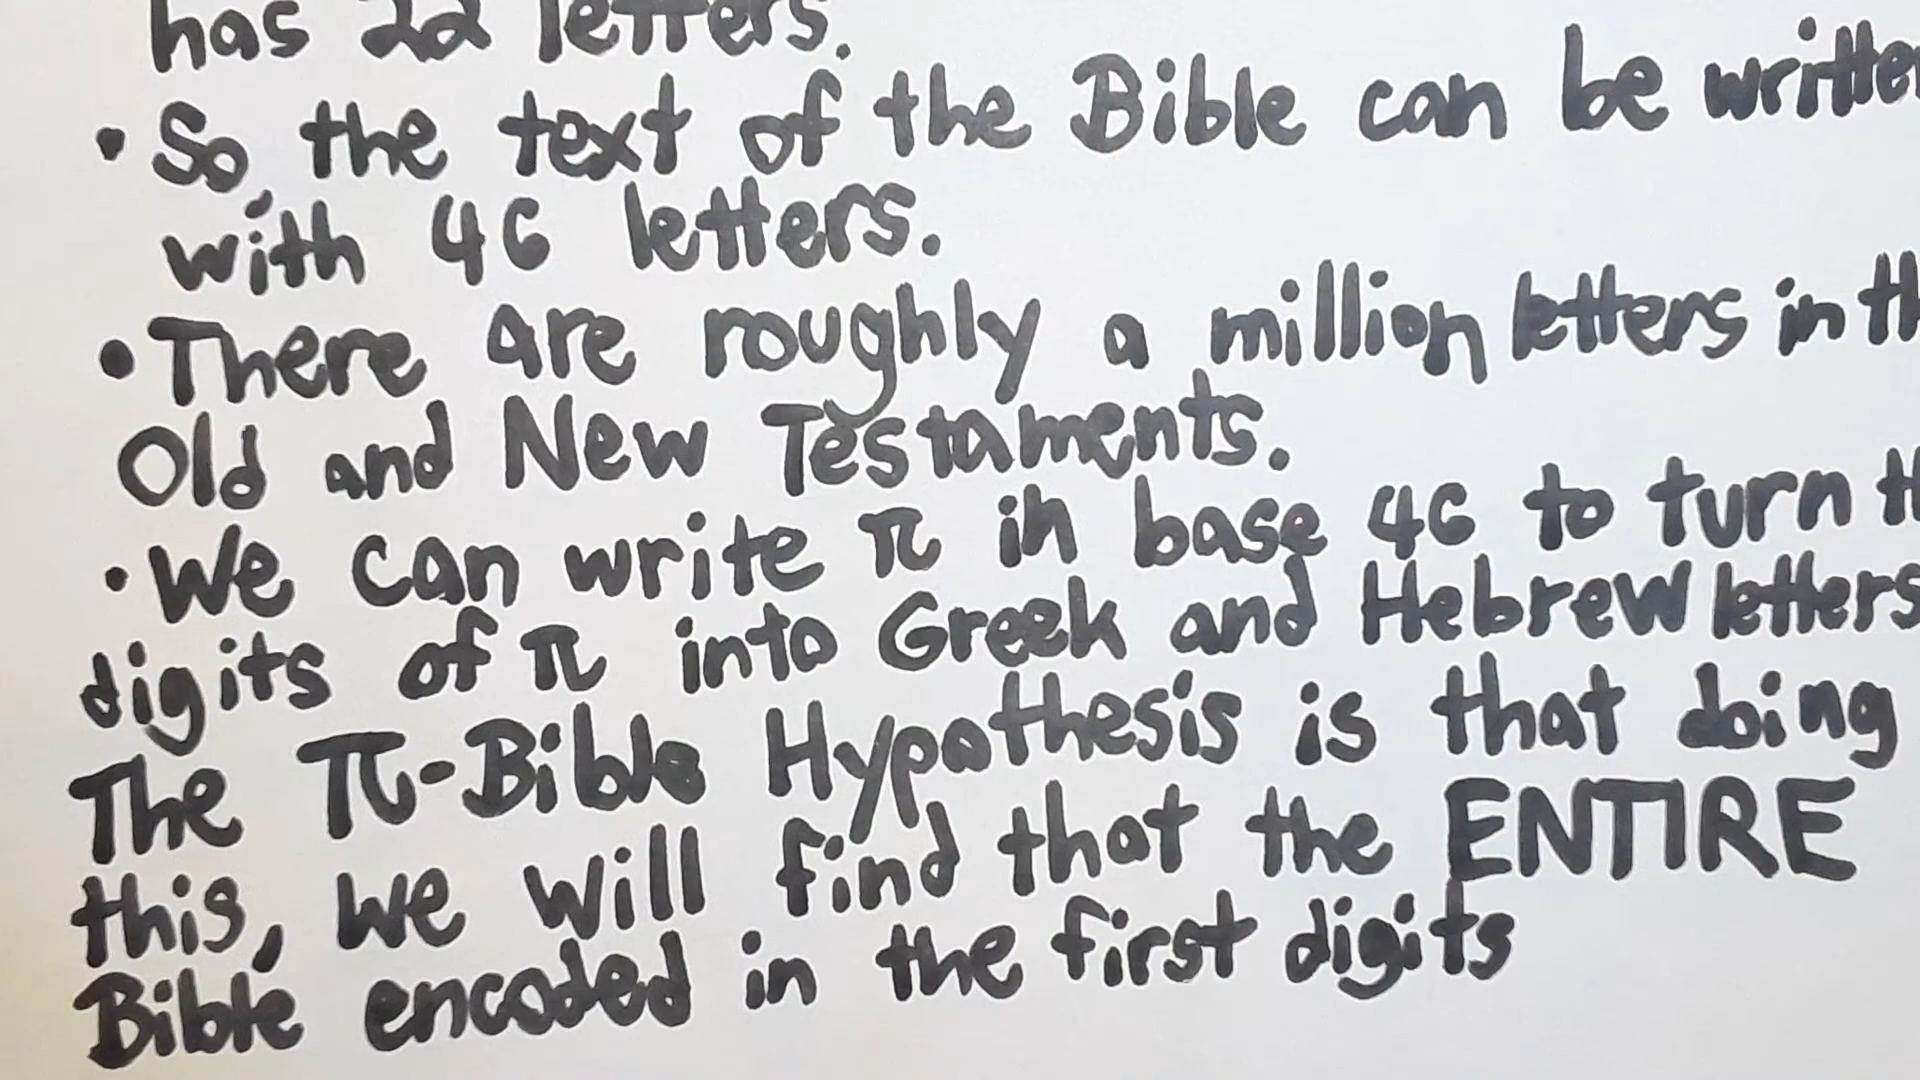 has 22 letters.
• So, the text of the Bible can be written
with 46 letters.
• There are roughly a million letters in th
Old and New Testaments.
• We can write π in base 46 to turn th
digits of π into Greek and Hebrew letters
The π-Bible Hypothesis is that doing
this, we will find that the ENTIRE
Bible encoded in the first digits